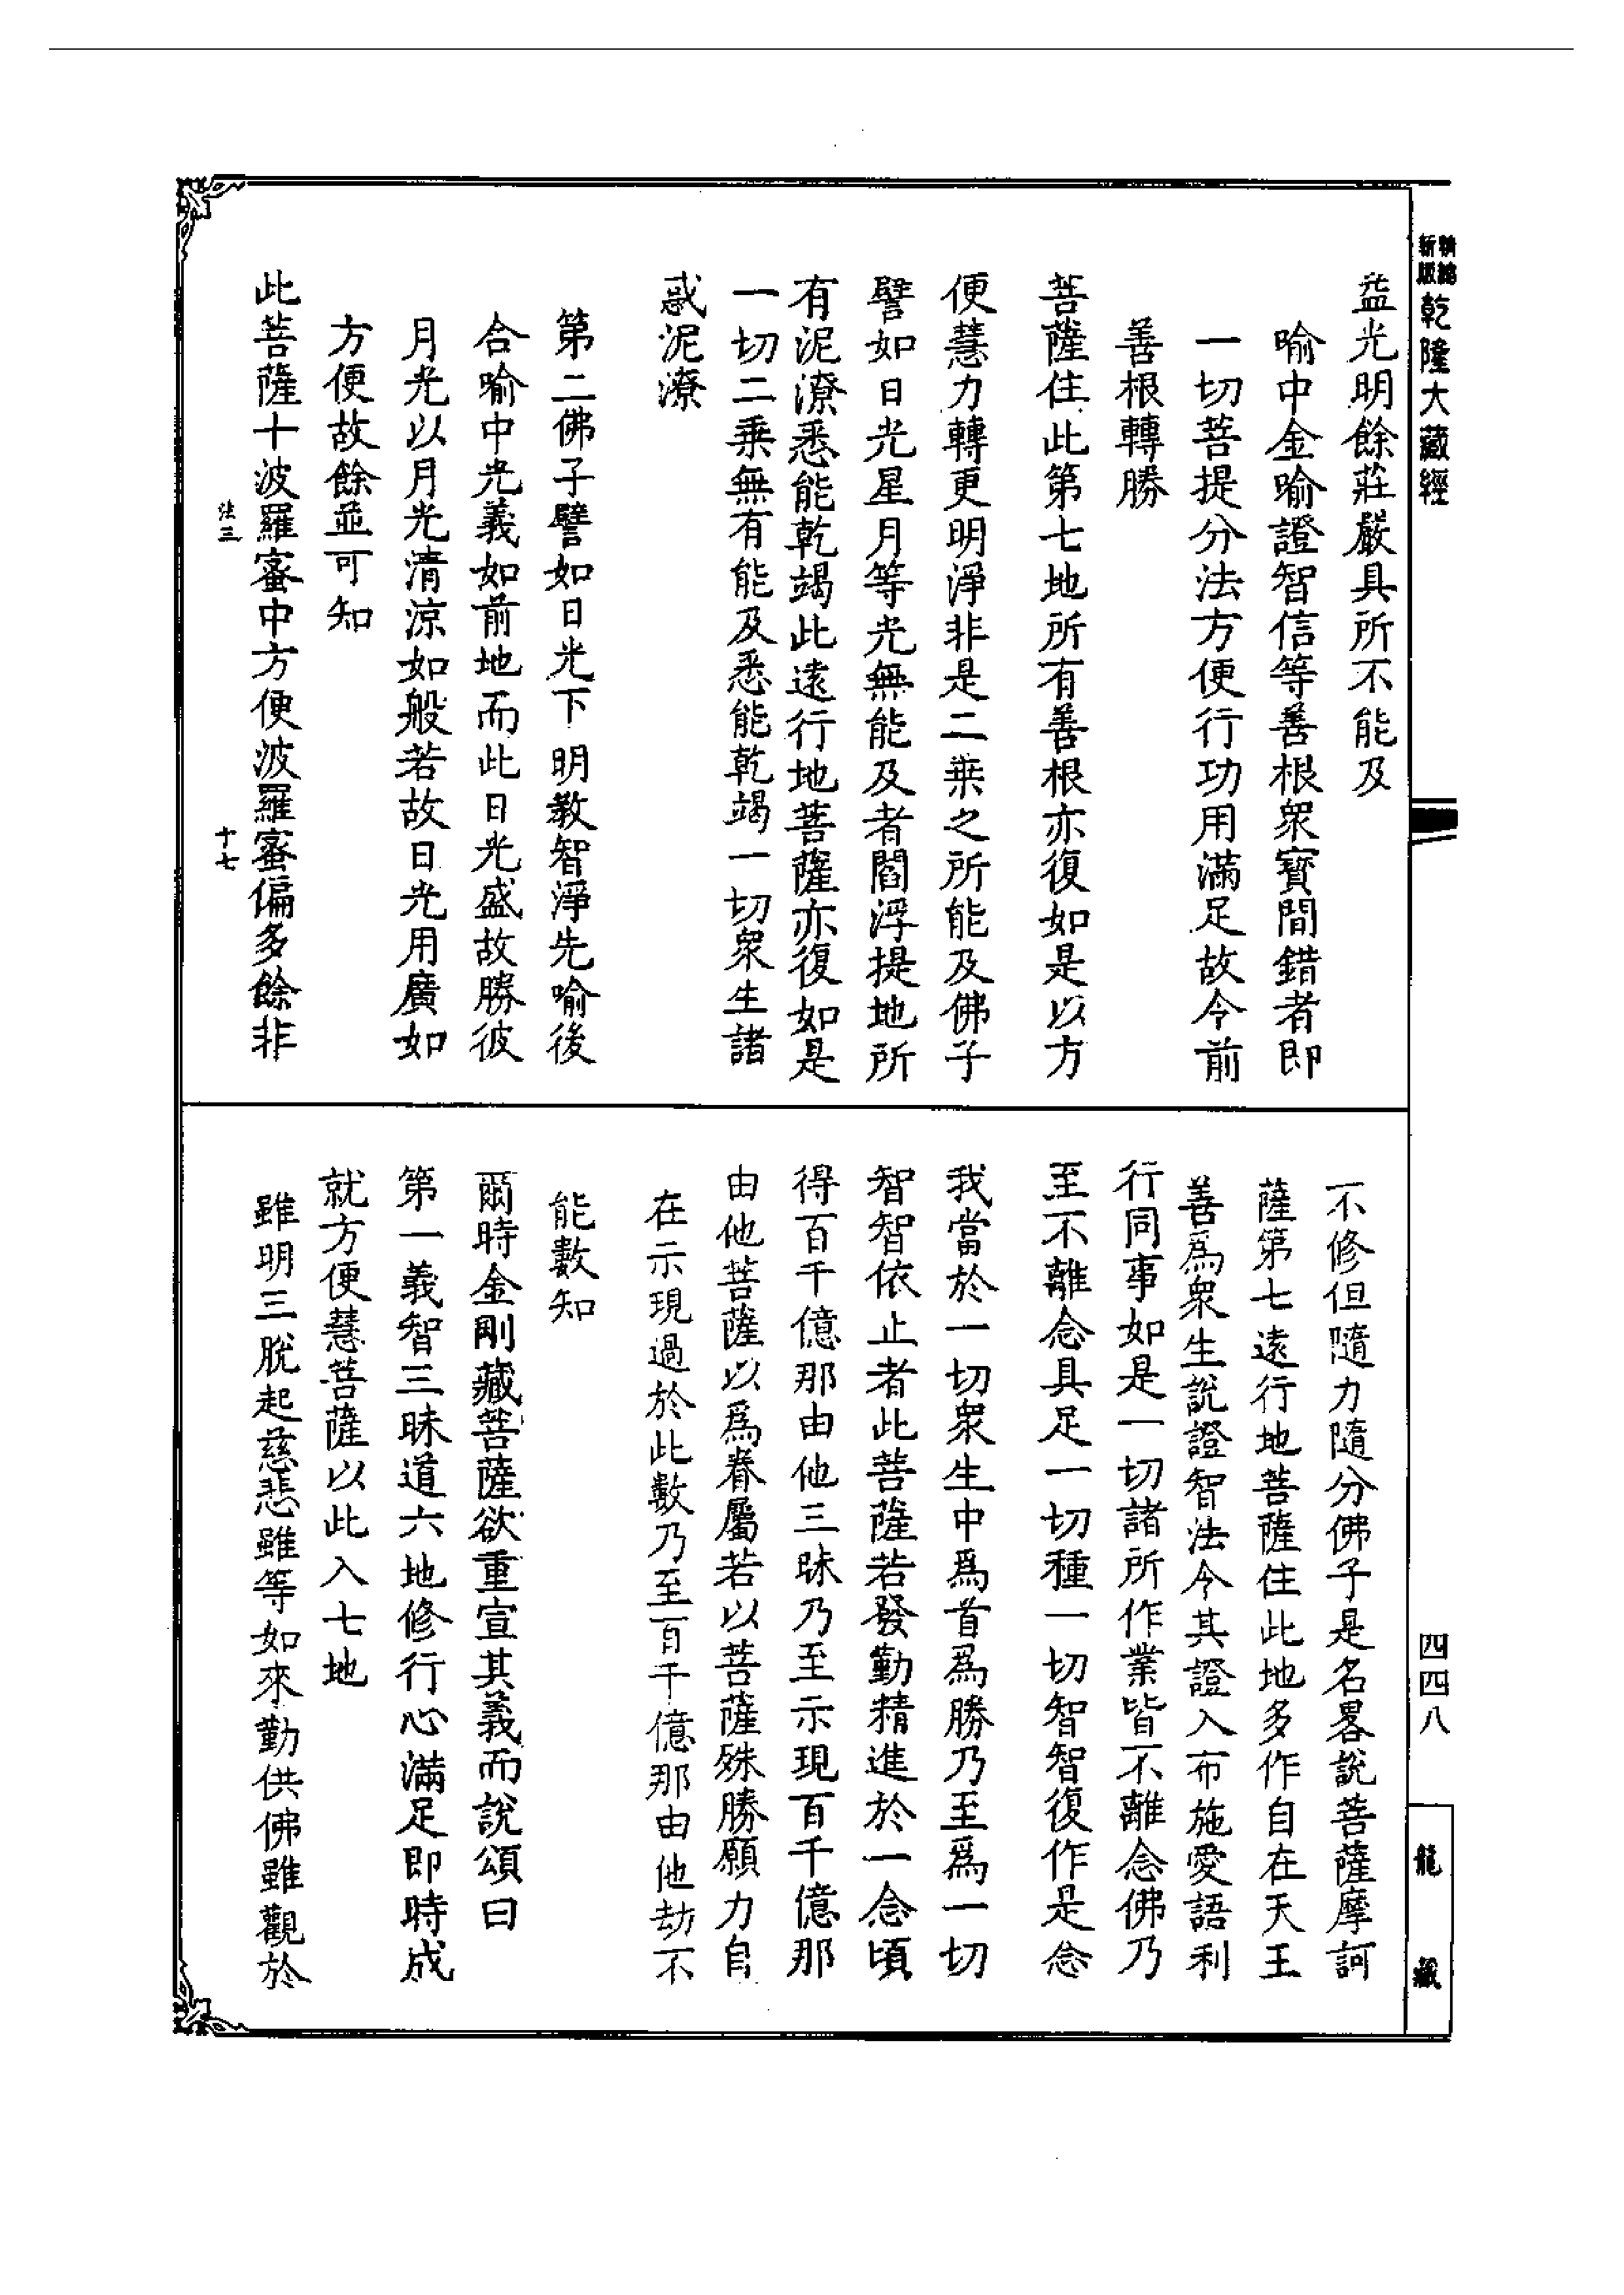 新編
新版
乾隆大藏經
四四八
龍藏
益光明餘莊嚴具所不能及
喻中金喻證智信等善根眾寶間錯者即
一切菩提分法方便行功用滿足故今前
善根轉勝
菩薩住此第七地所有善根亦復如是以方
便慧力轉更明淨非是二乗之所能及佛子
譬如日光星月等光無能及者閻浮提地所
有泥潦悉能乾竭此遠行地菩薩亦復如是
一切二乗無有能及悉能乾竭一切眾生諸
惑泥潦
第二佛子譬如日光下明教智淨先喻後
合喻中光義如前地而此日光盛故勝彼
月光以月光清涼如般若故日光用廣如
方便故餘並可知
此菩薩十波羅蜜中方便波羅蜜偏多餘非
法三
十七
不修但隨力隨分佛子是名畧說菩薩摩訶
薩第七遠行地菩薩住此地多作自在天王
善爲眾生說證智法令其證入布施愛語利
行同事如是一切諸所作業皆不離念佛乃
至不離念具足一切種一切智智復作是念
我當於一切眾生中爲首爲勝乃至爲一切
智智依止者此菩薩若發勤精進於一念頃
得百千億那由他三昧乃至示現百千億那
由他菩薩以爲眷屬若以菩薩殊勝願力自
在示現過於此數乃至百千億那由他劫不
能數知
爾時金剛藏菩薩欲重宣其義而說頌曰
第一義智三昧道六地修行心滿足即時成
就方便慧菩薩以此入七地
雖明三脫起慈悲雖等如來勤供佛雖觀於